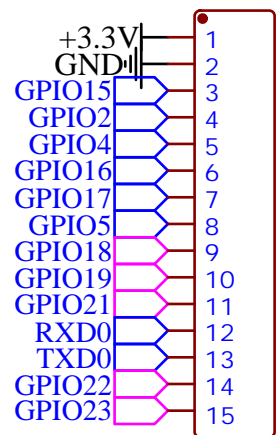 +3.3V 1
GND 2
GPIO15 3
GPIO2 4
GPIO4 5
GPIO16 6
GPIO17 7
GPIO5 8
GPIO18 9
GPIO19 10
GPIO21 11
RXD0 12
TXD0 13
GPIO22 14
GPIO23 15